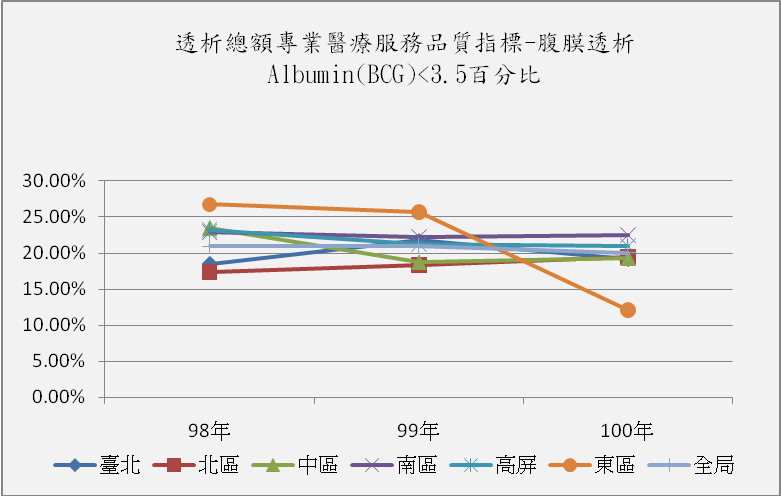 透析總額專業醫療服務品質指標-腹膜透析
Albumin(BCG)<3.5百分比
30.00%
25.00%
20.00%
15.00%
10.00%
5.00%
0.00%
98年 99年 100年
臺北 北區 中區 南區 高屏 東區 全局